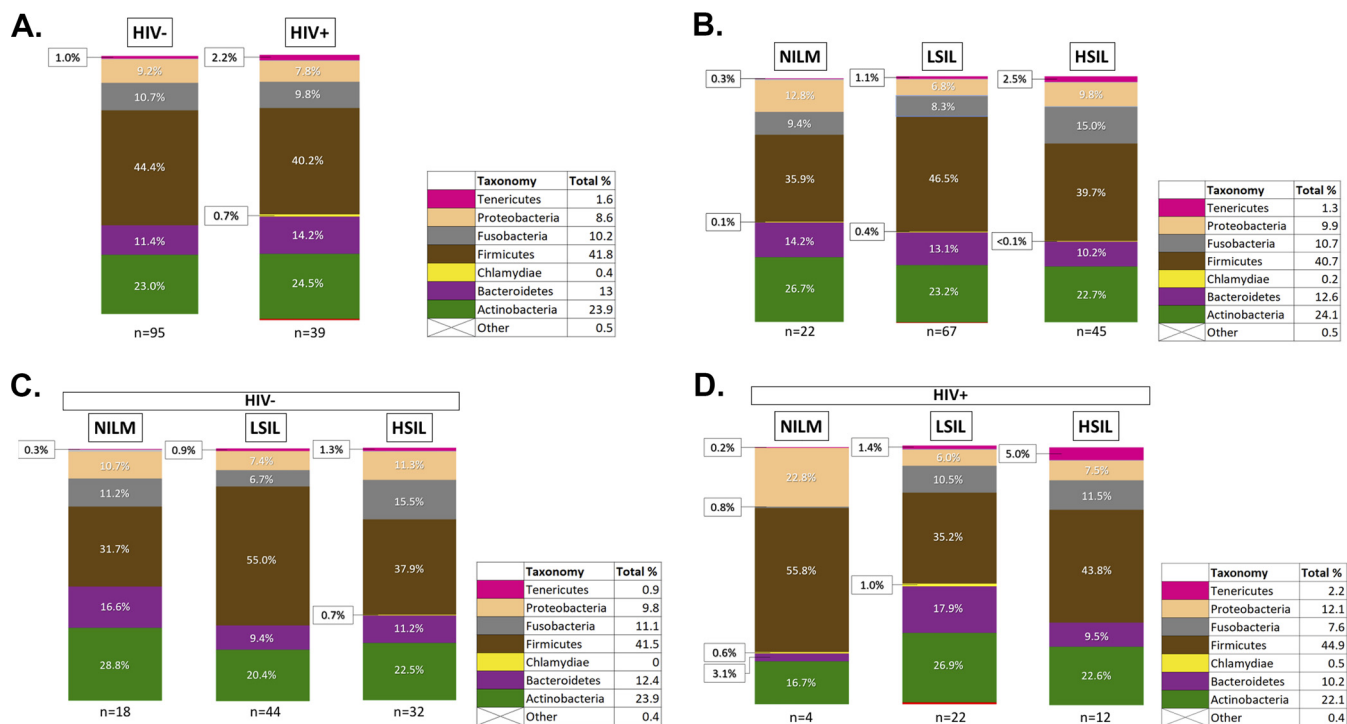 A.
HIV-
HIV+
1.0%
2.2%
9.2%
7.8%
10.7%
9.8%
44.4%
40.2%
0.7%
11.4%
14.2%
23.0%
24.5%
n=95
n=39
Taxonomy Total %
Tenericutes 1.6
Proteobacteria 8.6
Fusobacteria 10.2
Firmicutes 41.8
Chlamydiae 0.4
Bacteroidetes 13
Actinobacteria 23.9
Other 0.5
B.
NILM
LSIL
HSIL
0.3%
1.1%
2.5%
12.8%
6.8%
9.8%
9.4%
8.3%
15.0%
35.9%
46.5%
39.7%
0.1%
0.4%
<0.1%
14.2%
13.1%
10.2%
26.7%
23.2%
22.7%
n=22
n=67
n=45
Taxonomy Total %
Tenericutes 1.3
Proteobacteria 9.9
Fusobacteria 10.7
Firmicutes 40.7
Chlamydiae 0.2
Bacteroidetes 12.6
Actinobacteria 24.1
Other 0.5
C.
HIV-
NILM
LSIL
HSIL
0.3%
0.9%
1.3%
10.7%
7.4%
11.3%
11.2%
6.7%
15.5%
31.7%
55.0%
37.9%
0.7%
16.6%
9.4%
11.2%
28.8%
20.4%
22.5%
n=18
n=44
n=32
Taxonomy Total %
Tenericutes 0.9
Proteobacteria 9.8
Fusobacteria 11.1
Firmicutes 41.5
Chlamydiae 0
Bacteroidetes 12.4
Actinobacteria 23.9
Other 0.4
D.
HIV+
NILM
LSIL
HSIL
0.2%
1.4%
5.0%
22.8%
6.0%
7.5%
0.8%
10.5%
11.5%
55.8%
35.2%
43.8%
0.6%
1.0%
3.1%
17.9%
9.5%
16.7%
26.9%
22.6%
n=4
n=22
n=12
Taxonomy Total %
Tenericutes 2.2
Proteobacteria 12.1
Fusobacteria 7.6
Firmicutes 44.9
Chlamydiae 0.5
Bacteroidetes 10.2
Actinobacteria 22.1
Other 0.4